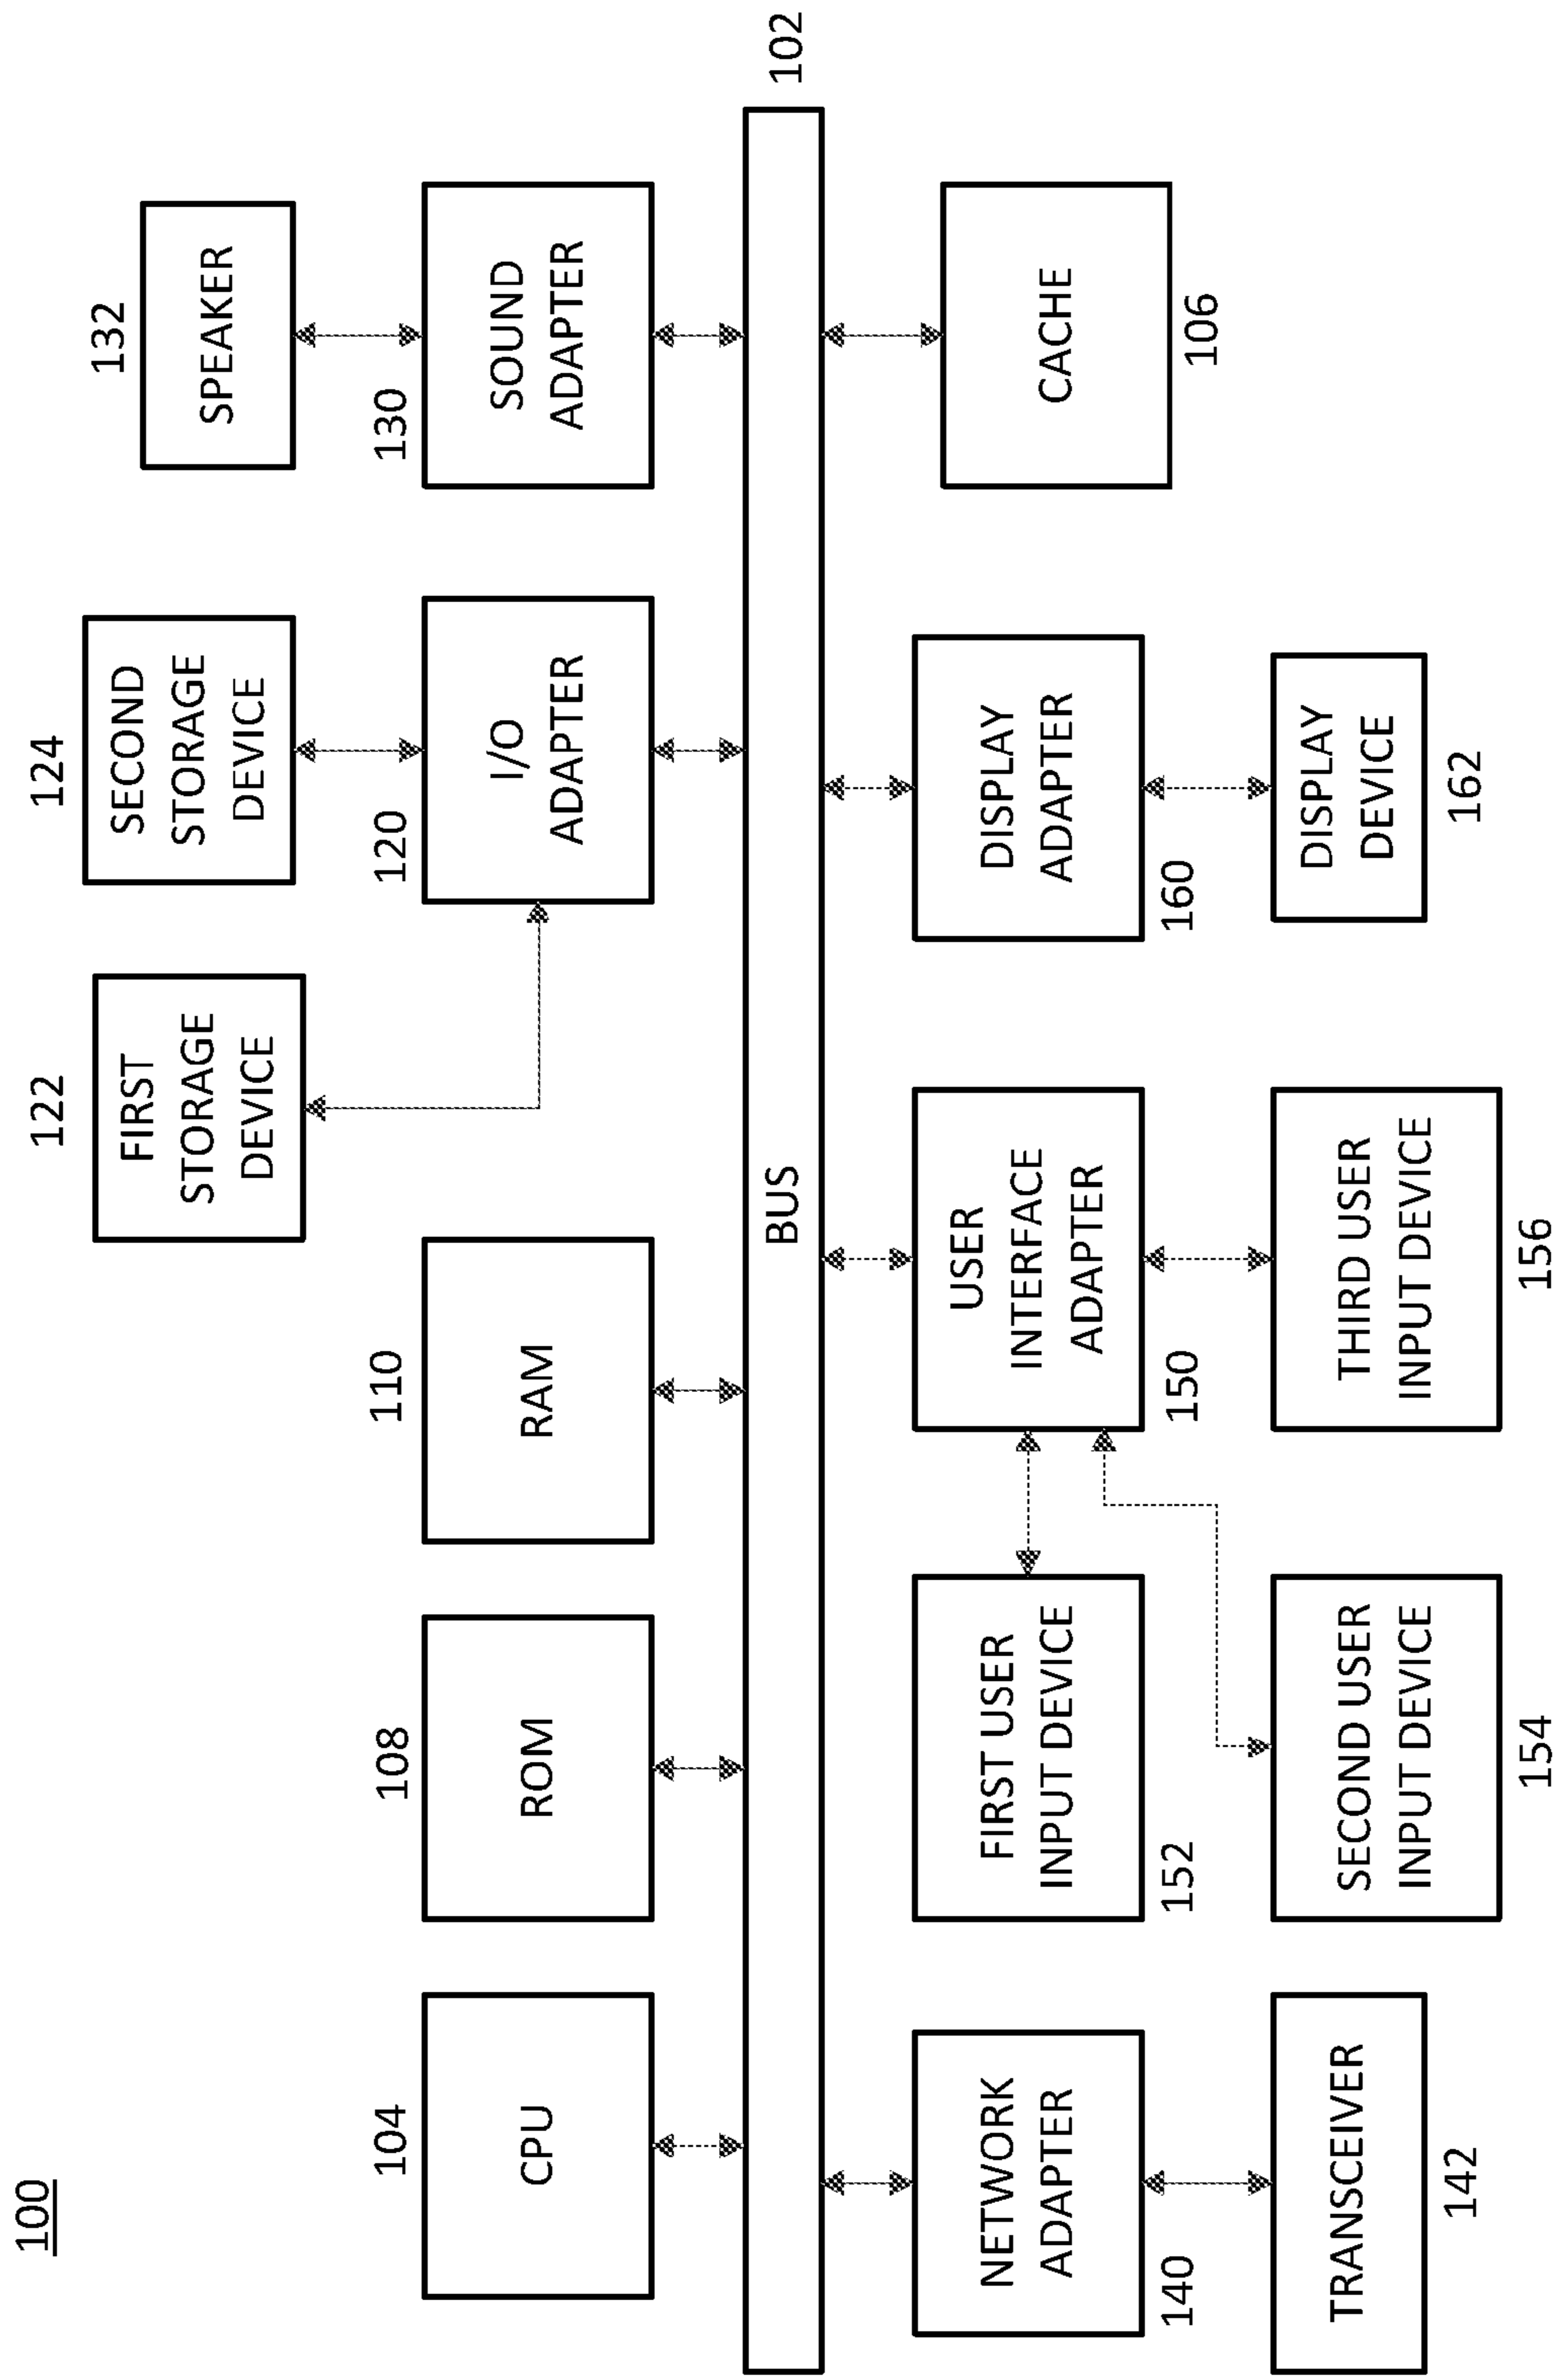 100
122
FIRST
STORAGE
DEVICE
124
SECOND
STORAGE
DEVICE
132
SPEAKER
104
CPU
108
ROM
110
RAM
120
I/O
ADAPTER
130
SOUND
ADAPTER
BUS
102
NETWORK
ADAPTER
140
FIRST USER
INPUT DEVICE
152
USER
INTERFACE
ADAPTER
150
DISPLAY
ADAPTER
160
CACHE
106
TRANSCEIVER
142
SECOND USER
INPUT DEVICE
154
THIRD USER
INPUT DEVICE
156
DISPLAY
DEVICE
162